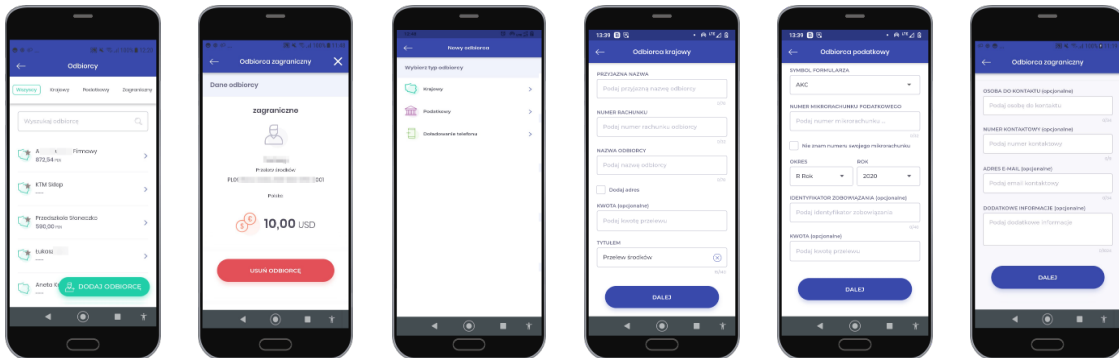 Odbiorcy
Wszyscy
Krajowy
Podatkowy
Zagraniczny
Wyszukaj odbiorcę
A
Firmowy
872,54 PLN
KTM Sklep
Przedszkole Słoneczko
590,00 PLN
Łukasz
Aneta
DODAJ ODBIORCĘ
Odbiorca zagraniczny
Dane odbiorcy
zagraniczne
Przelew środków
Polska
10,00 USD
USUŃ ODBIORCĘ
Nowy odbiorca
Wybierz typ odbiorcy
Krajowy
Podatkowy
Doładowanie telefonu
13:39
Odbiorca krajowy
PRZYJAZNA NAZWA
Podaj przyjazną nazwę odbiorcy
NUMER RACHUNKU
Podaj numer rachunku odbiorcy
NAZWA ODBIORCY
Podaj nazwę odbiorcy
Dodaj adres
KWOTA (opcjonalne)
Podaj kwotę przelewu
TYTUŁEM
Przelew środków
DALEJ
13:39
Odbiorca podatkowy
SYMBOL FORMULARZA
AKC
NUMER MIKRORACHUNKU PODATKOWEGO
Podaj numer mikrorachunku ...
Nie znam numeru swojego mikrorachunku
OKRES
ROK
R Rok
2020
IDENTYFIKATOR ZOBOWIĄZANIA (opcjonalne)
Podaj identyfikator zobowiązania
KWOTA (opcjonalne)
Podaj kwotę przelewu
DALEJ
Odbiorca zagraniczny
OSOBA DO KONTAKTU (opcjonalne)
Podaj osobę do kontaktu
NUMER KONTAKTOWY (opcjonalne)
Podaj numer kontaktowy
ADRES E-MAIL (opcjonalne)
Podaj email kontaktowy
DODATKOWE INFORMACJE (opcjonalne)
Podaj dodatkowe informacje
DALEJ